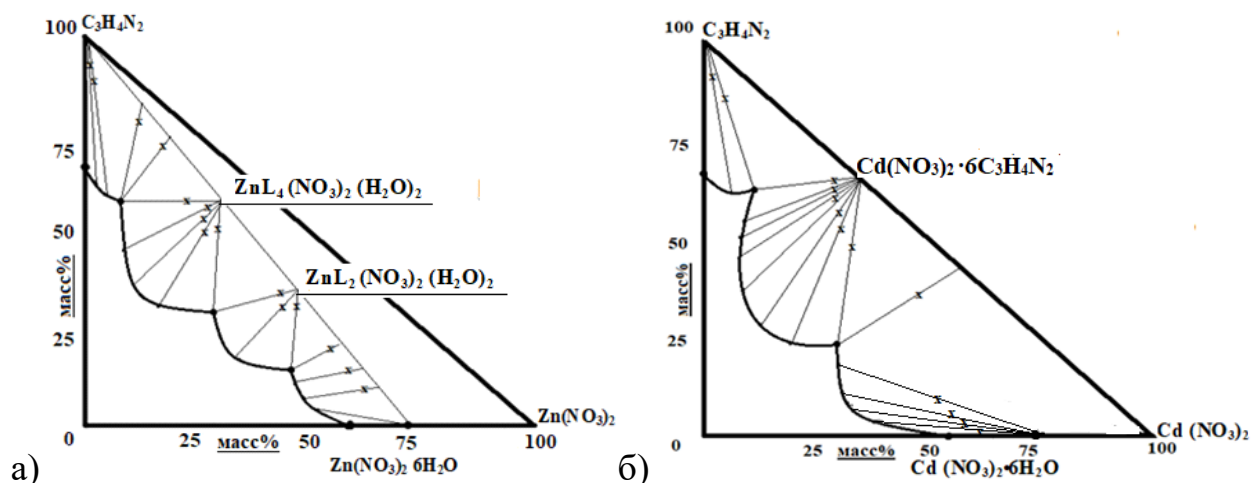 100
C₃H₄N₂
75
50
масс%
25
0
ZnL₄ (NO₃)₂ (H₂O)₂
ZnL₂ (NO₃)₂ (H₂O)₂
Zn(NO₃)₂
25
масс%
50
75
100
Zn(NO₃)₂ 6H₂O
а)
100
C₃H₄N₂
75
50
масс%
25
0
Cd(NO₃)₂ ·6C₃H₄N₂
Cd (NO₃)₂
25
масс%
50
75
100
Cd (NO₃)₂•6H₂O
б)